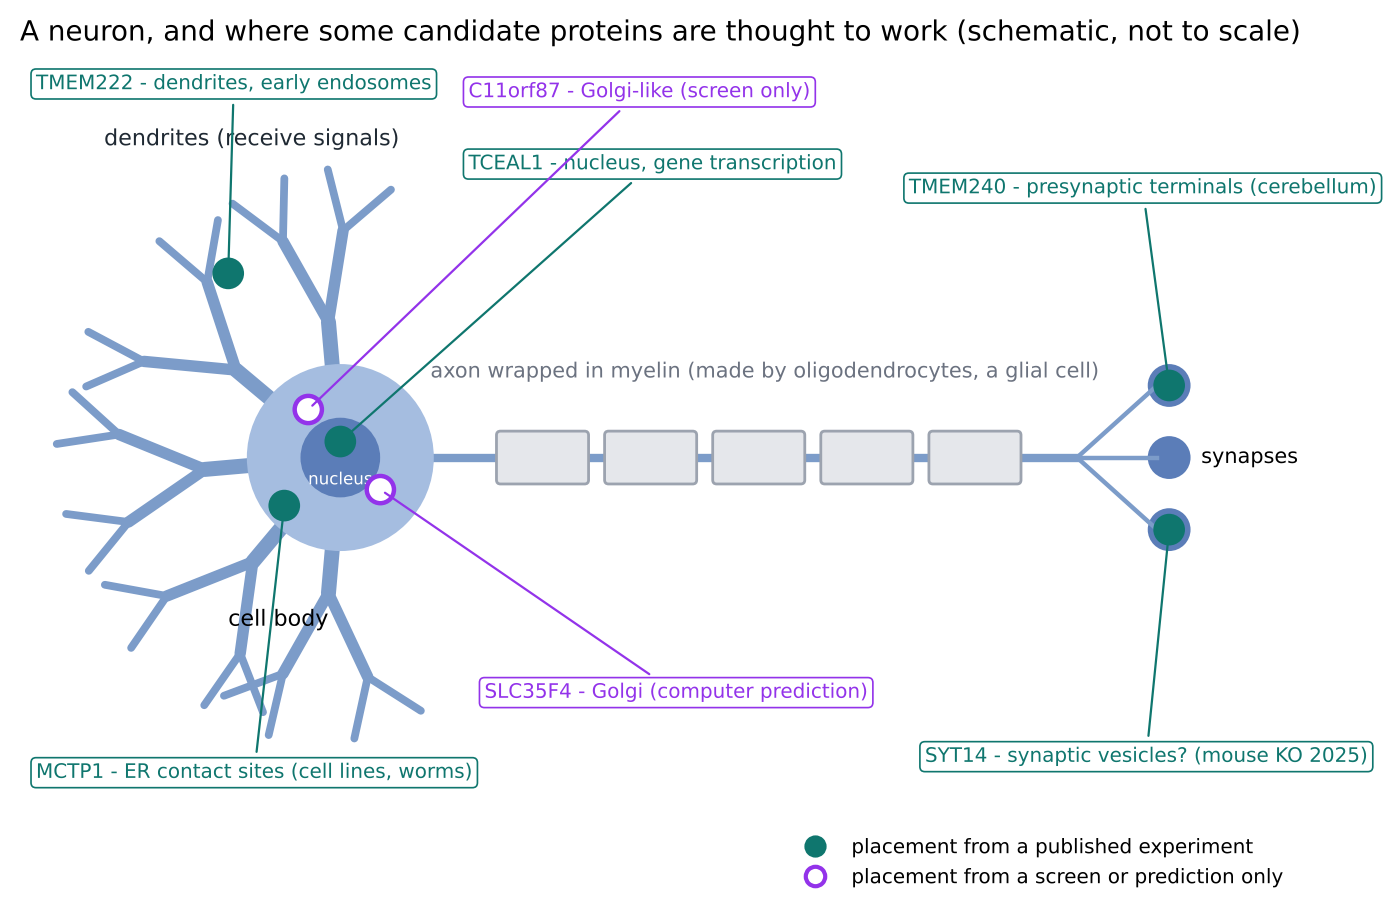 A neuron, and where some candidate proteins are thought to work (schematic, not to scale)
TMEM222 - dendrites, early endosomes
C11orf87 - Golgi-like (screen only)
dendrites (receive signals)
TCEAL1 - nucleus, gene transcription
TMEM240 - presynaptic terminals (cerebellum)
axon wrapped in myelin (made by oligodendrocytes, a glial cell)
nucleus
synapses
cell body
SLC35F4 - Golgi (computer prediction)
MCTP1 - ER contact sites (cell lines, worms)
SYT14 - synaptic vesicles? (mouse KO 2025)
placement from a published experiment
placement from a screen or prediction only